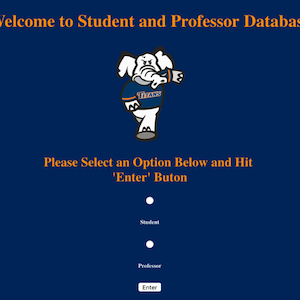 Welcome to Student and Professor Databas
TITANS
Please Select an Option Below and Hit
'Enter' Buton
Student
Professor
Enter